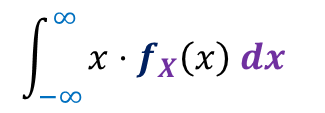 ∫_{-∞}^{∞} x · f_X(x) dx